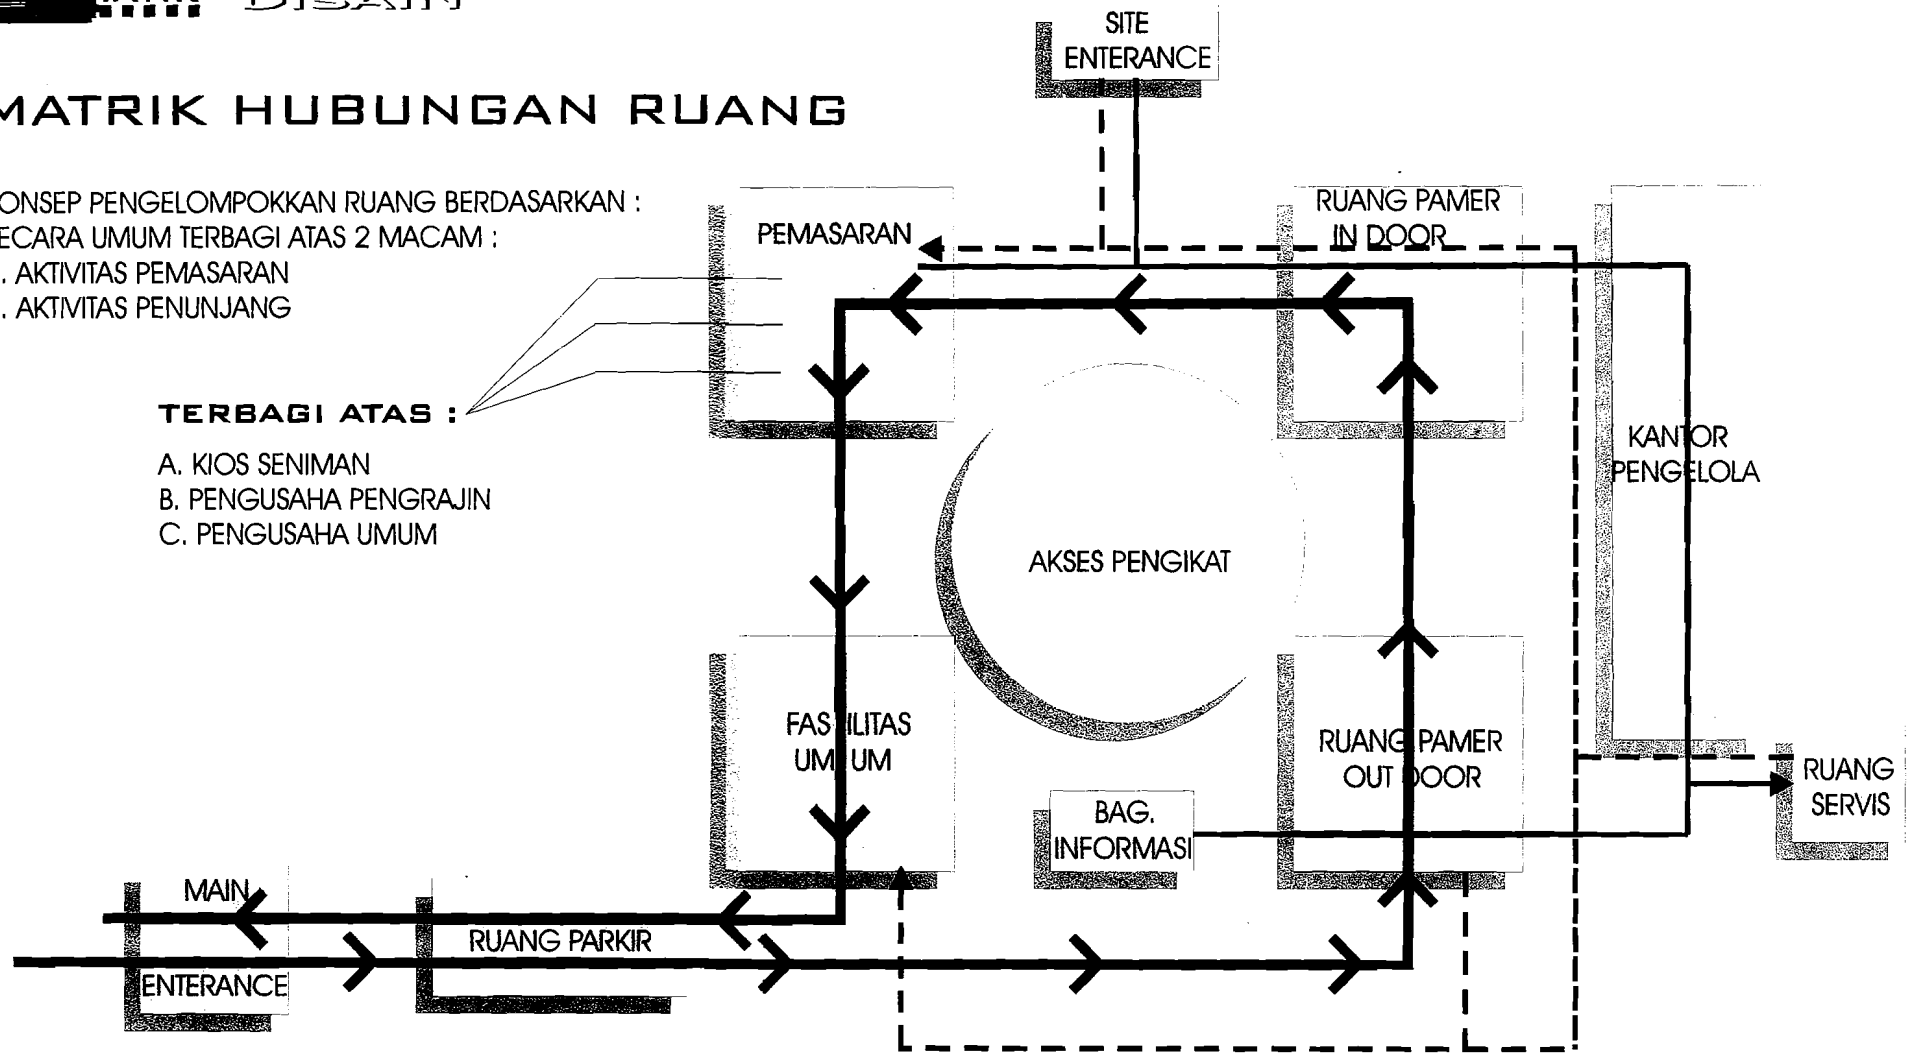 DISAIN
MATRIK HUBUNGAN RUANG
ONSEP PENGELOMPOKKAN RUANG BERDASARKAN :
ECARA UMUM TERBAGI ATAS 2 MACAM :
. AKTIVITAS PEMASARAN
. AKTIVITAS PENUNJANG
TERBAGI ATAS :
A. KIOS SENIMAN
B. PENGUSAHA PENGRAJIN
C. PENGUSAHA UMUM
SITE
ENTERANCE
PEMASARAN
RUANG PAMER
IN DOOR
KANTOR
PENGELOLA
AKSES PENGIKAT
FASILITAS
UMUM
RUANG PAMER
OUT DOOR
BAG.
INFORMASI
RUANG
SERVIS
MAIN
ENTERANCE
RUANG PARKIR